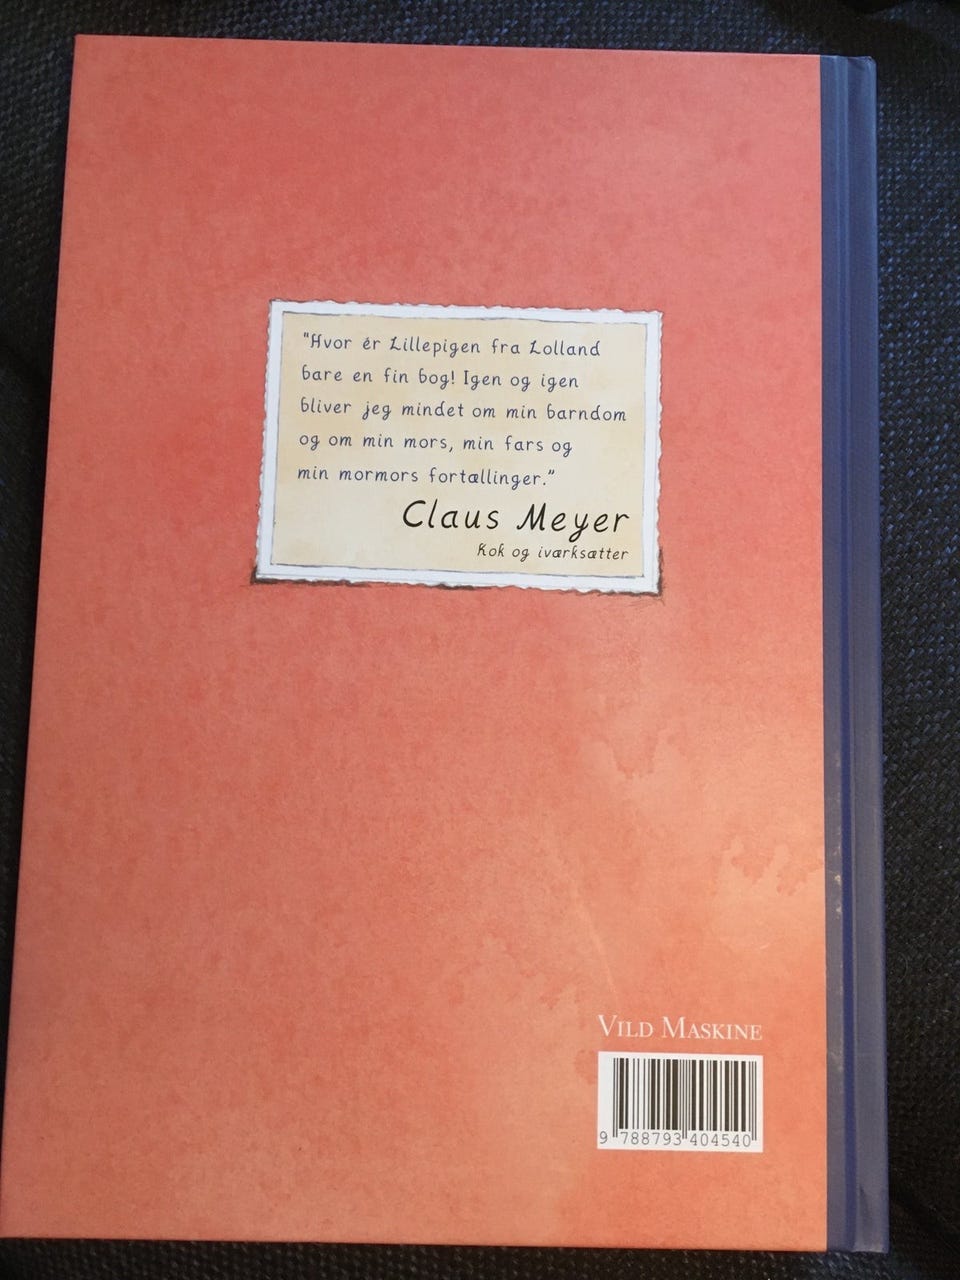 "Hvor ér Lillepigen fra Lolland
bare en fin bog! Igen og igen
bliver jeg mindet om min barndom
og om min mors, min fars og
min mormors fortællinger."
Claus Meyer
Kok og iværksætter
VILD MASKINE
9 788793 404540